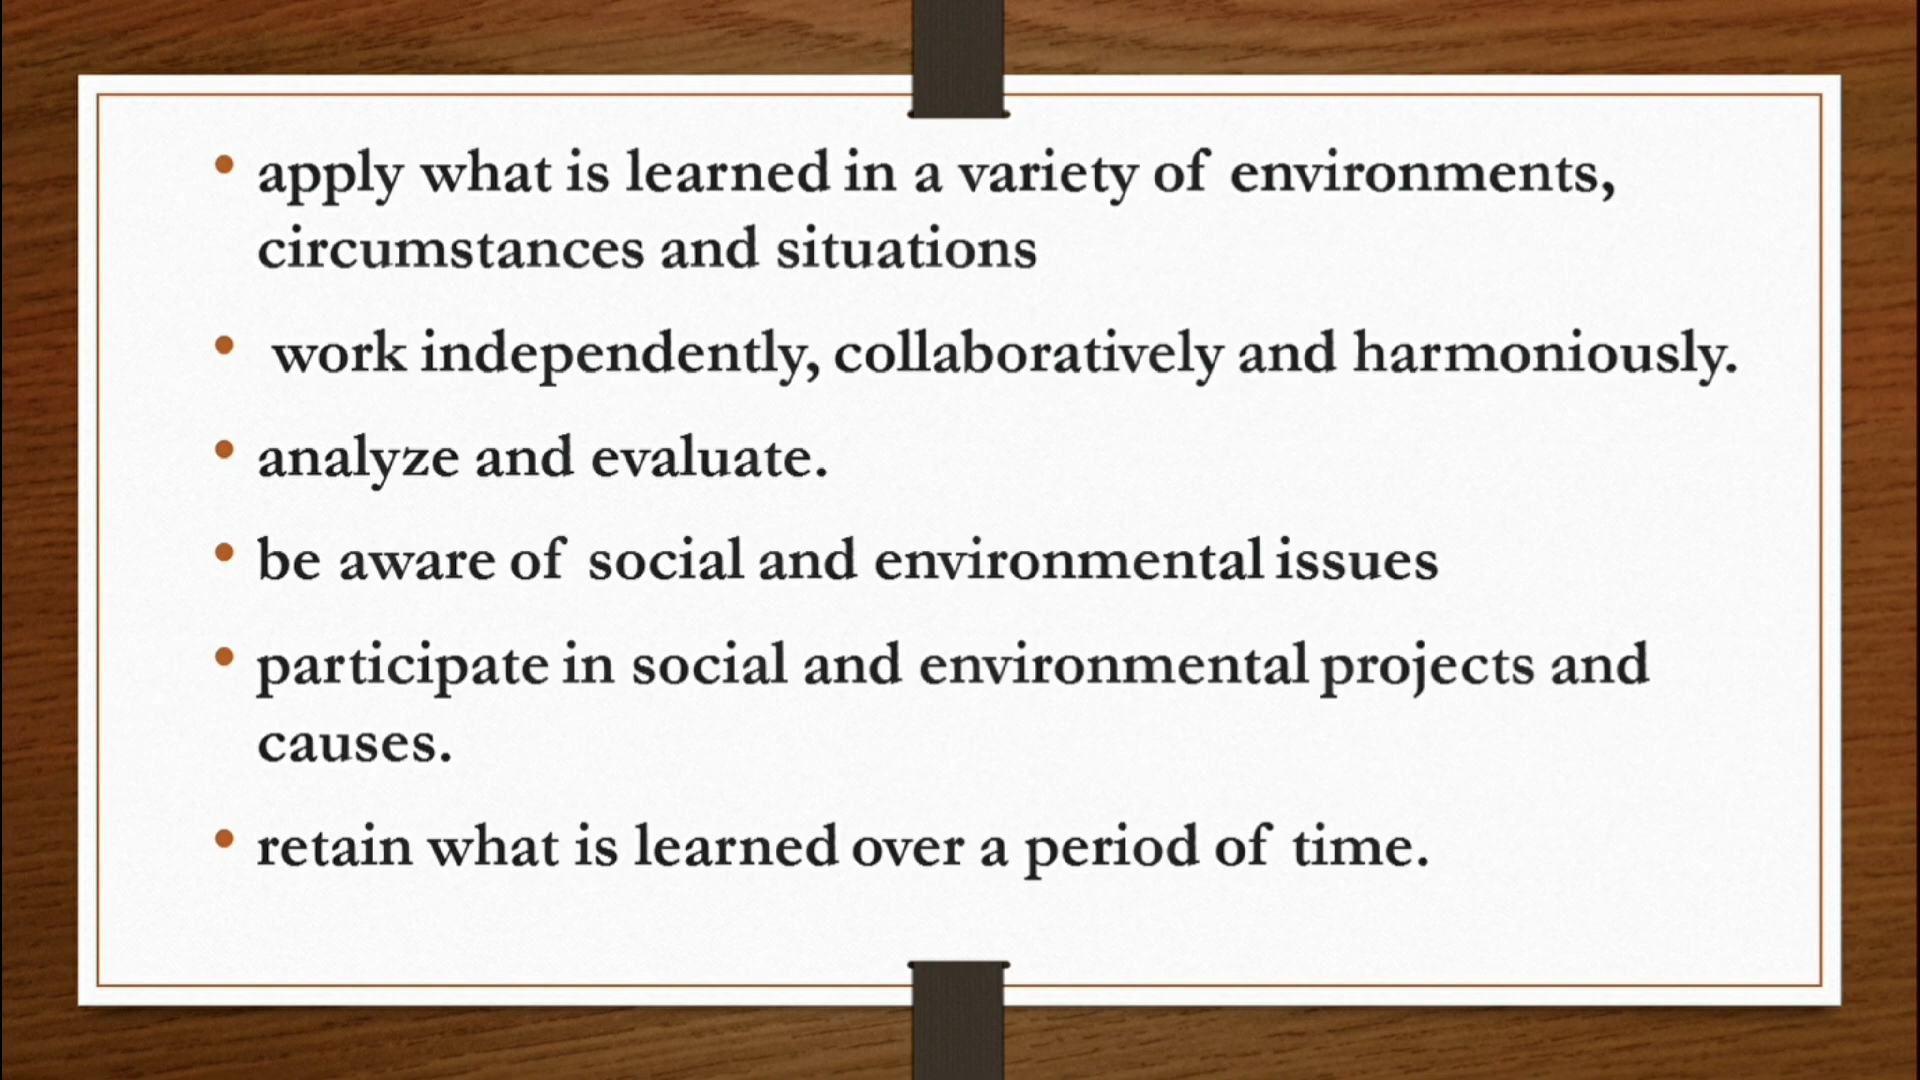 • apply what is learned in a variety of environments,
circumstances and situations
• work independently, collaboratively and harmoniously.
• analyze and evaluate.
• be aware of social and environmental issues
• participate in social and environmental projects and
causes.
• retain what is learned over a period of time.